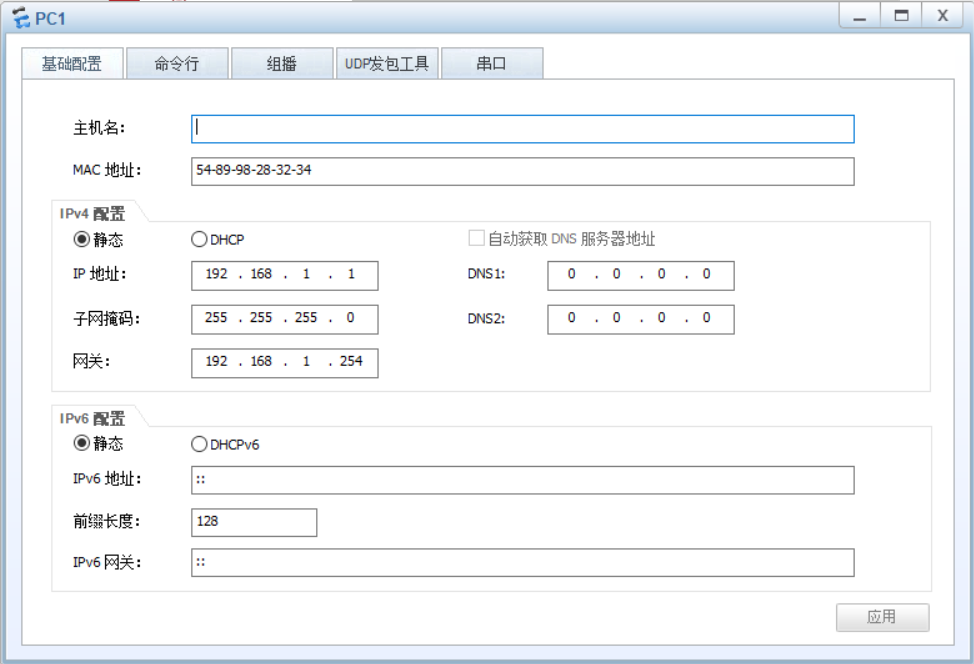 PC1
基础配置 命令行 组播 UDP发包工具 串口
主机名：
MAC 地址： 54-89-98-28-32-34
IPv4 配置
静态 DHCP 自动获取 DNS 服务器地址
IP 地址： 192 . 168 . 1 . 1 DNS1: 0 . 0 . 0 . 0
子网掩码： 255 . 255 . 255 . 0 DNS2: 0 . 0 . 0 . 0
网关： 192 . 168 . 1 . 254
IPv6 配置
静态 DHCPv6
IPv6 地址： ::
前缀长度： 128
IPv6 网关： ::
应用